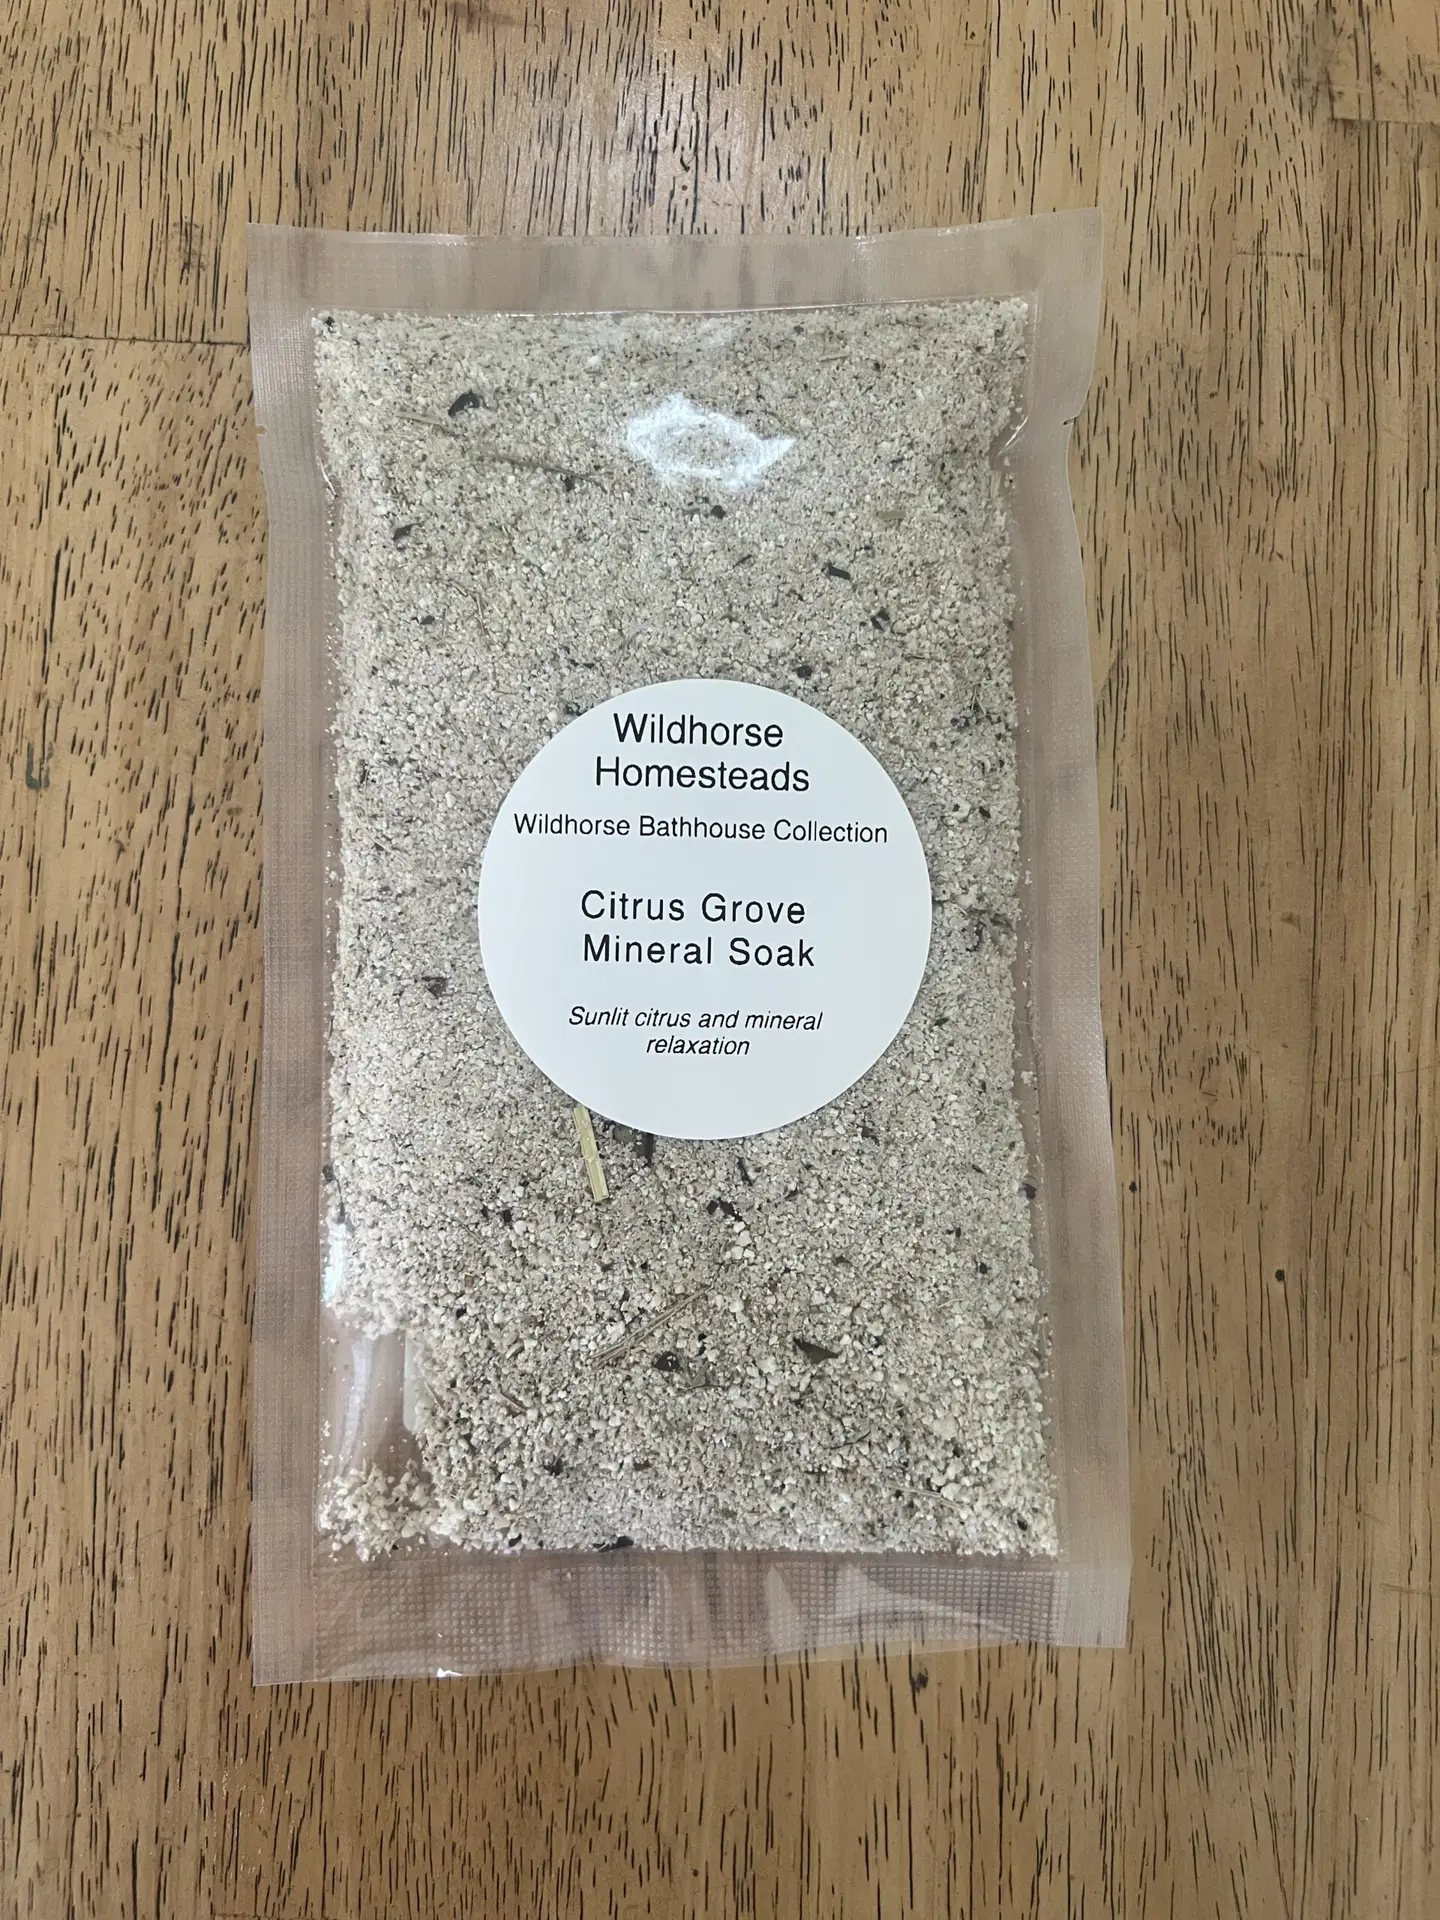 Wildhorse
Homesteads
Wildhorse Bathhouse Collection
Citrus Grove
Mineral Soak
Sunlit citrus and mineral
relaxation